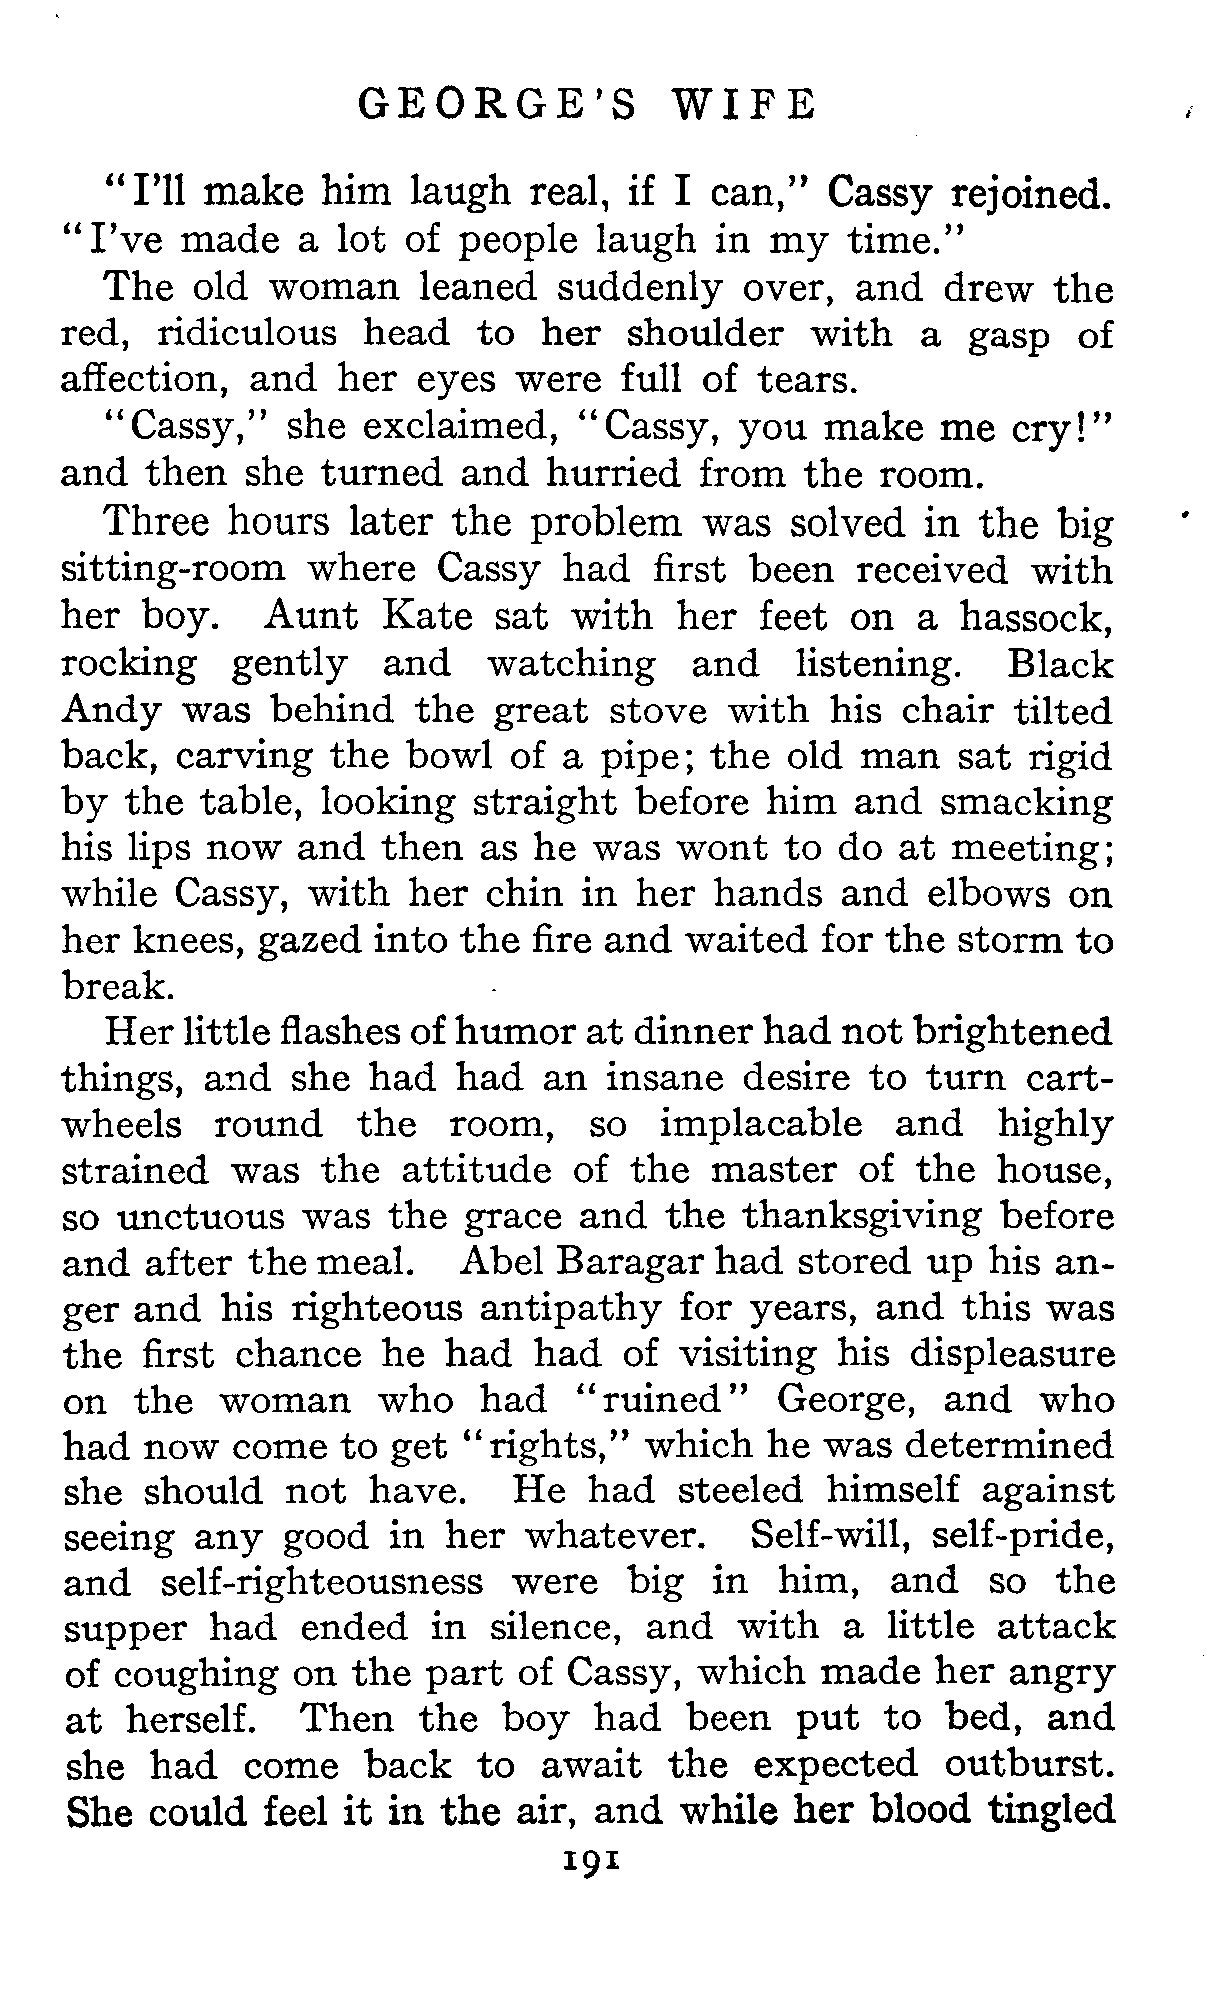 GEORGE'S WIFE
"I'll make him laugh real, if I can," Cassy rejoined.
"I've made a lot of people laugh in my time."
The old woman leaned suddenly over, and drew the
red, ridiculous head to her shoulder with a gasp of
affection, and her eyes were full of tears.
"Cassy," she exclaimed, "Cassy, you make me cry!"
and then she turned and hurried from the room.
Three hours later the problem was solved in the big
sitting-room where Cassy had first been received with
her boy. Aunt Kate sat with her feet on a hassock,
rocking gently and watching and listening. Black
Andy was behind the great stove with his chair tilted
back, carving the bowl of a pipe; the old man sat rigid
by the table, looking straight before him and smacking
his lips now and then as he was wont to do at meeting;
while Cassy, with her chin in her hands and elbows on
her knees, gazed into the fire and waited for the storm to
break.
Her little flashes of humor at dinner had not brightened
things, and she had had an insane desire to turn cart-
wheels round the room, so implacable and highly
strained was the attitude of the master of the house,
so unctuous was the grace and the thanksgiving before
and after the meal. Abel Baragar had stored up his an-
ger and his righteous antipathy for years, and this was
the first chance he had had of visiting his displeasure
on the woman who had "ruined" George, and who
had now come to get "rights," which he was determined
she should not have. He had steeled himself against
seeing any good in her whatever. Self-will, self-pride,
and self-righteousness were big in him, and so the
supper had ended in silence, and with a little attack
of coughing on the part of Cassy, which made her angry
at herself. Then the boy had been put to bed, and
she had come back to await the expected outburst.
She could feel it in the air, and while her blood tingled
191